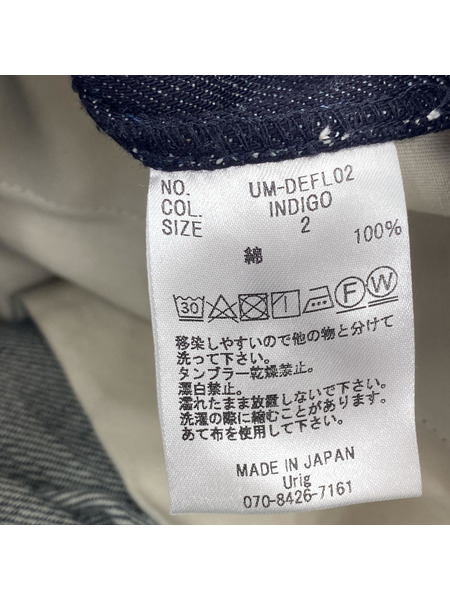 NO. UM-DEFL02
COL. INDIGO
SIZE 2
綿 100%
30 F W
移染しやすいので他の物と分けて
洗って下さい。
タンブラー乾燥禁止。
漂白禁止。
濡れたまま放置しないで下さい。
洗濯の際に縮むことがあります。
あて布を使用して下さい。
MADE IN JAPAN
Urig
070-8426-7161